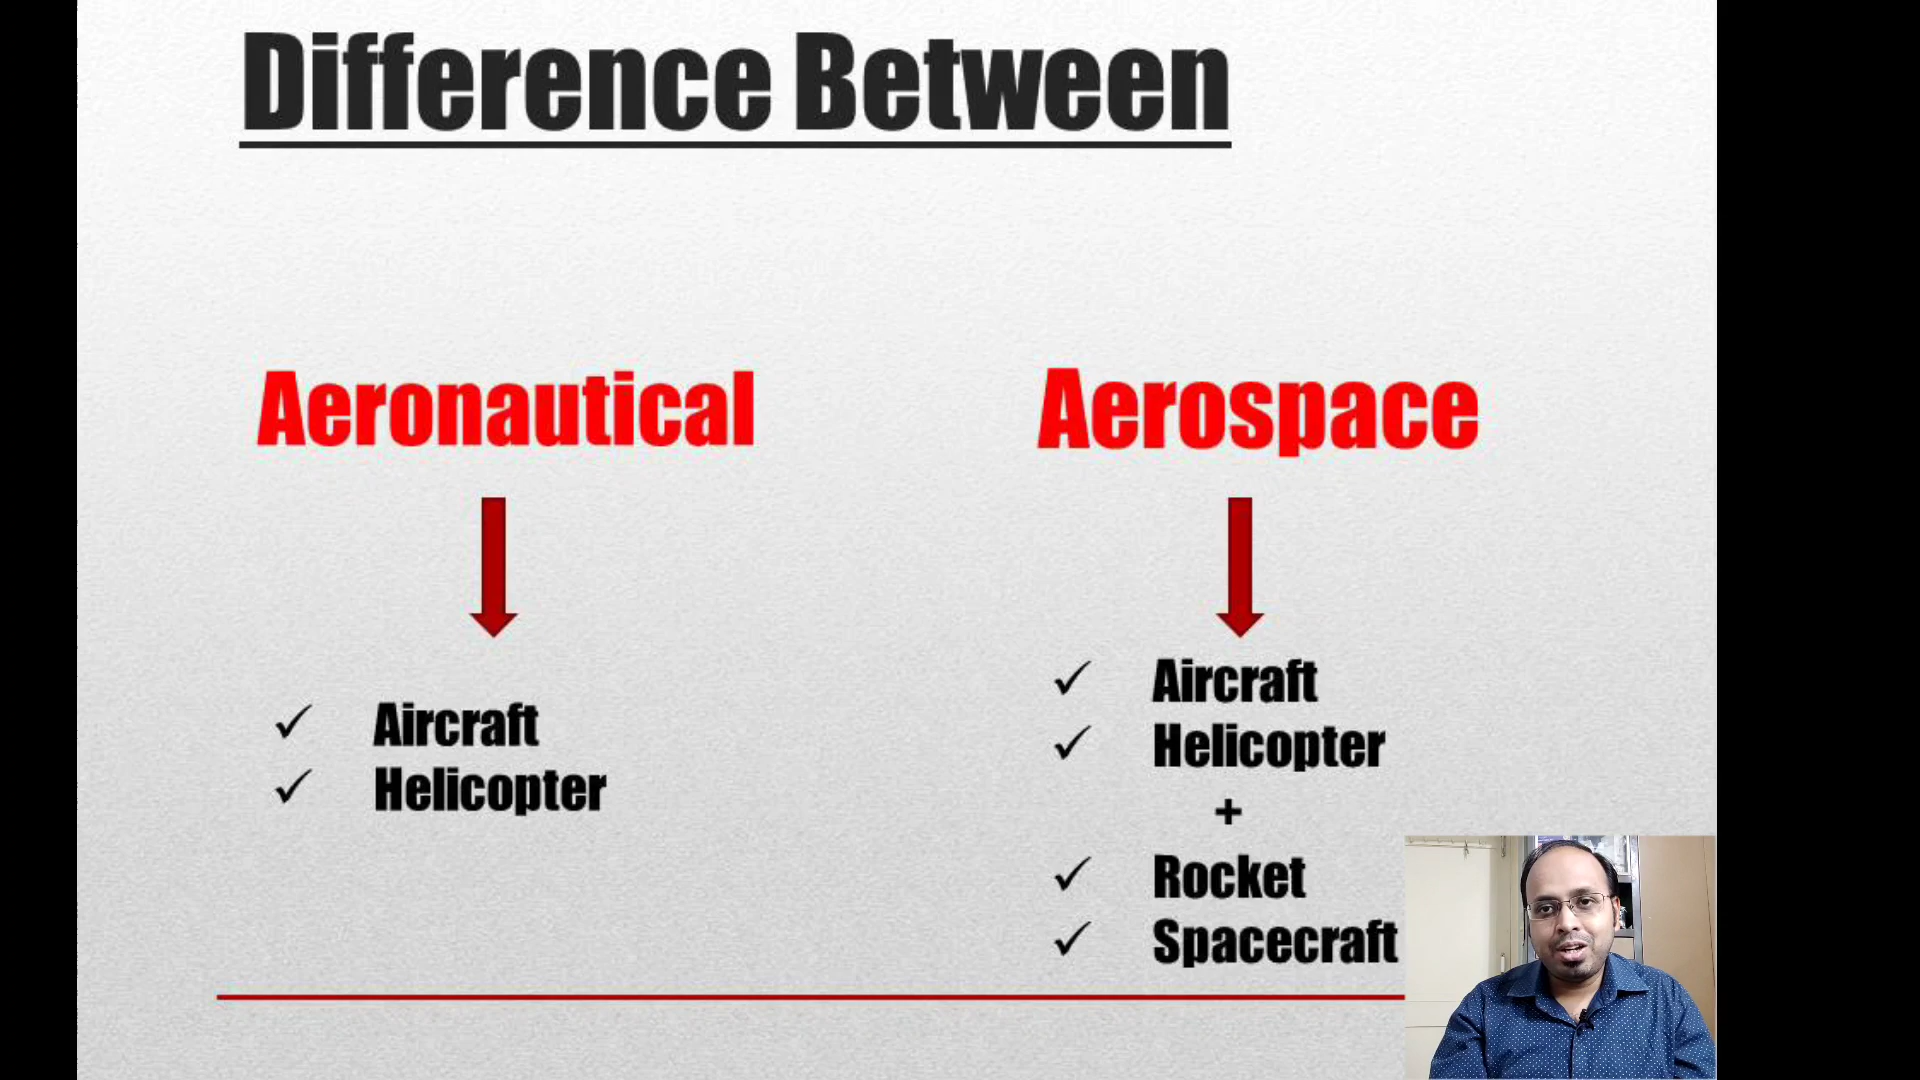 Difference Between
Aeronautical
Aircraft
Helicopter
Aerospace
Aircraft
Helicopter
+
Rocket
Spacecraft